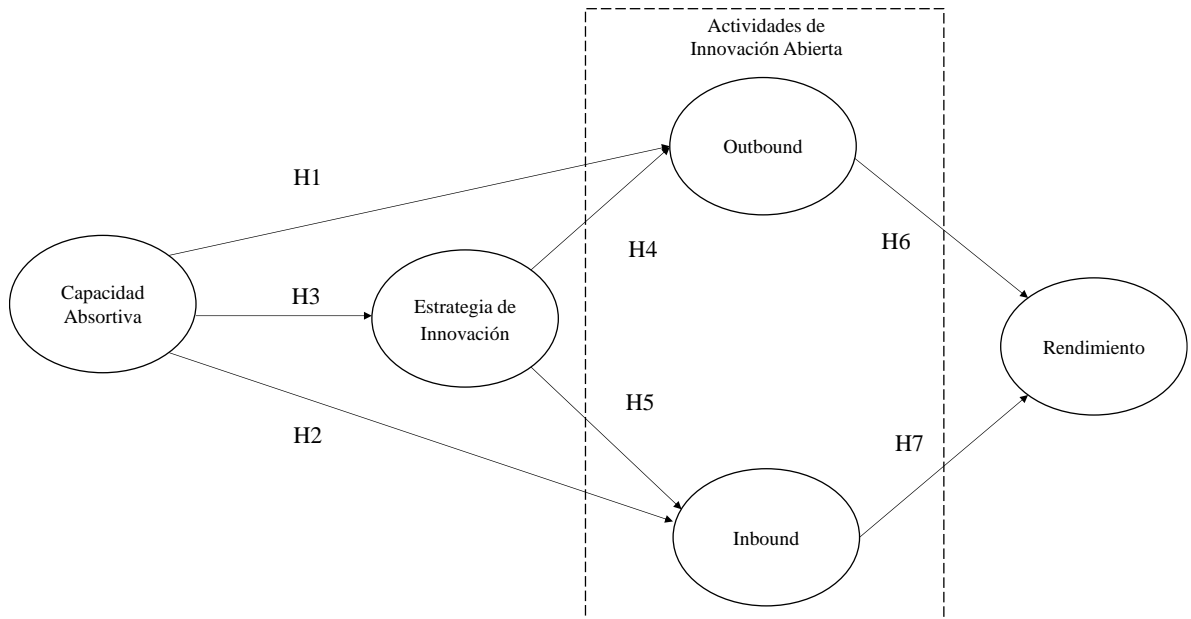 Actividades de
Innovación Abierta
Outbound
H1
H4
H6
Capacidad
Absortiva
H3
Estrategia de
Innovación
Rendimiento
H5
H2
H7
Inbound